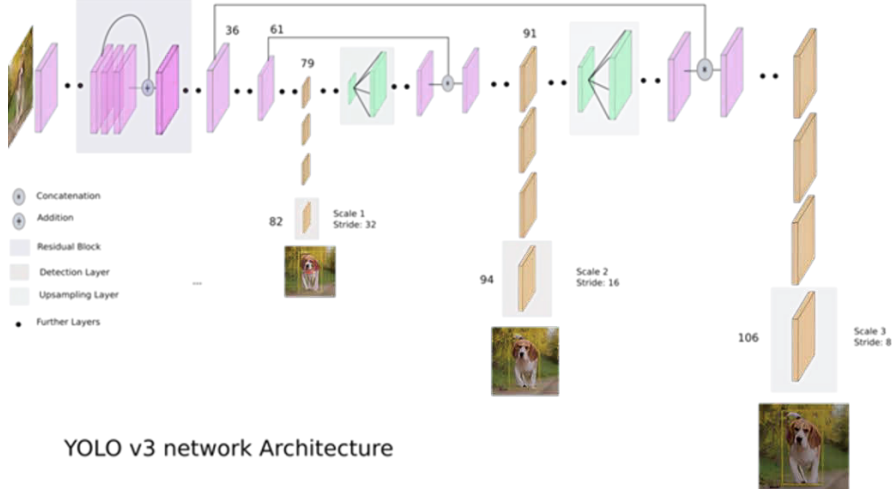 36
61
91
79
82
Scale 1
Stride: 32
94
Scale 2
Stride: 16
106
Scale 3
Stride: 8
Concatenation
Addition
Residual Block
Detection Layer
...
Upsampling Layer
Further Layers
YOLO v3 network Architecture